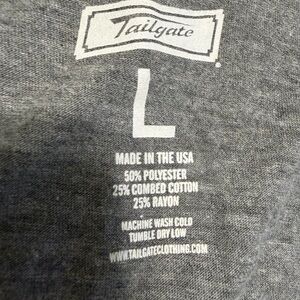 Tailgate
L
MADE IN THE USA
50% POLYESTER
25% COMBED COTTON
25% RAYON
MACHINE WASH COLD
TUMBLE DRY LOW
WWW.TAILGATECLOTHING.COM